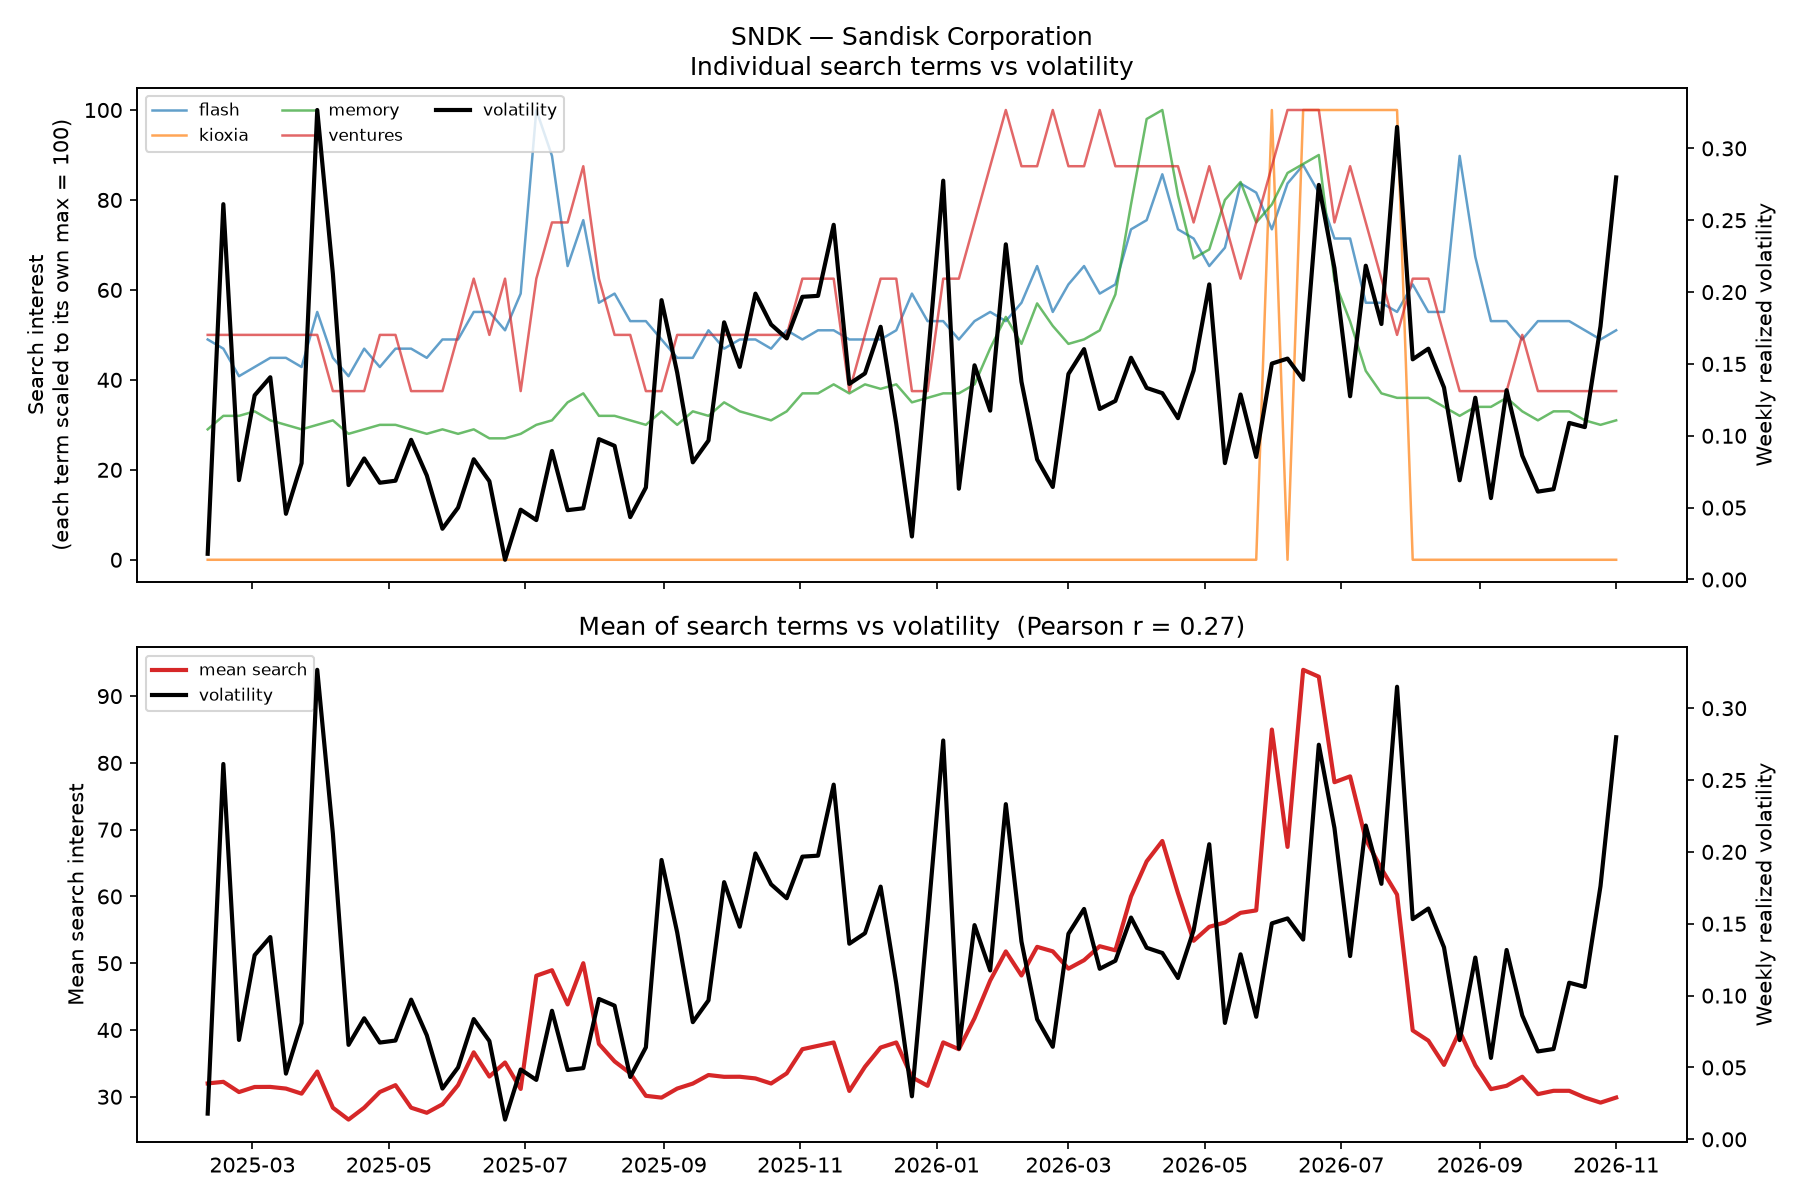 SNDK — Sandisk Corporation
Individual search terms vs volatility
flash
kioxia
memory
ventures
volatility
Search interest
(each term scaled to its own max = 100)
100
80
60
40
20
0
Weekly realized volatility
0.30
0.25
0.20
0.15
0.10
0.05
0.00
Mean of search terms vs volatility (Pearson r = 0.27)
mean search
volatility
Mean search interest
90
80
70
60
50
40
30
Weekly realized volatility
0.30
0.25
0.20
0.15
0.10
0.05
0.00
2025-03 2025-05 2025-07 2025-09 2025-11 2026-01 2026-03 2026-05 2026-07 2026-09 2026-11